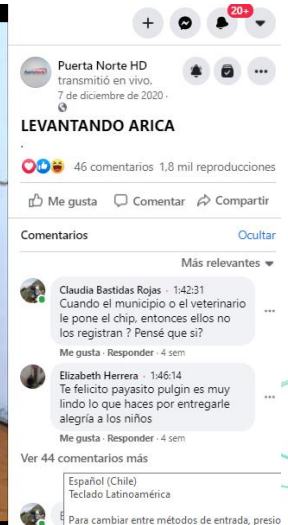 20+
Puerta Norte HD
transmitió en vivo.
7 de diciembre de 2020 ·
LEVANTANDO ARICA
.
46 comentarios 1,8 mil reproducciones
Me gusta Comentar Compartir
Comentarios Ocultar
Más relevantes
Claudia Bastidas Rojas · 1:42:31
Cuando el municipio o el veterinario
le pone el chip, entonces ellos no
los registran ? Pensé que si?
Me gusta · Responder · 4 sem
Elizabeth Herrera · 1:46:14
Te felicito payasito pulgin es muy
lindo lo que haces por entregarle
alegría a los niños
Me gusta · Responder · 4 sem
Ver 44 comentarios más
Español (Chile)
Teclado Latinoamérica
Para cambiar entre métodos de entrada, presio